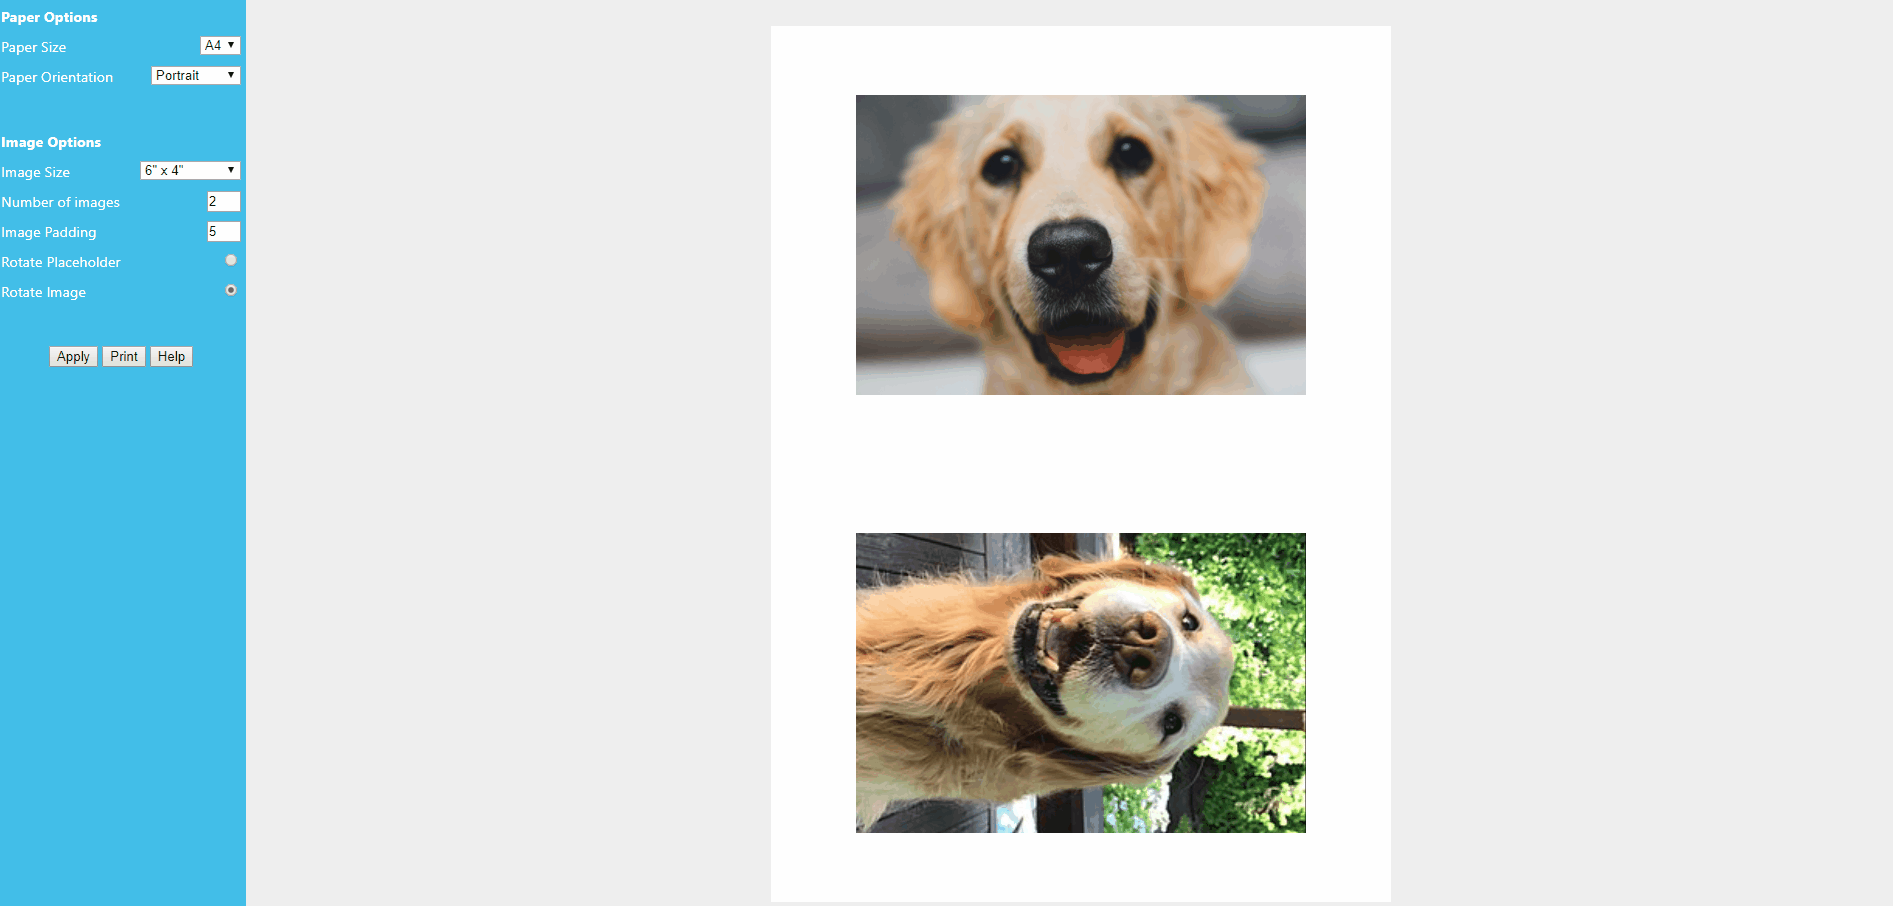 Paper Options
Paper Size A4
Paper Orientation Portrait
Image Options
Image Size 6" x 4"
Number of images 2
Image Padding 5
Rotate Placeholder
Rotate Image
Apply Print Help